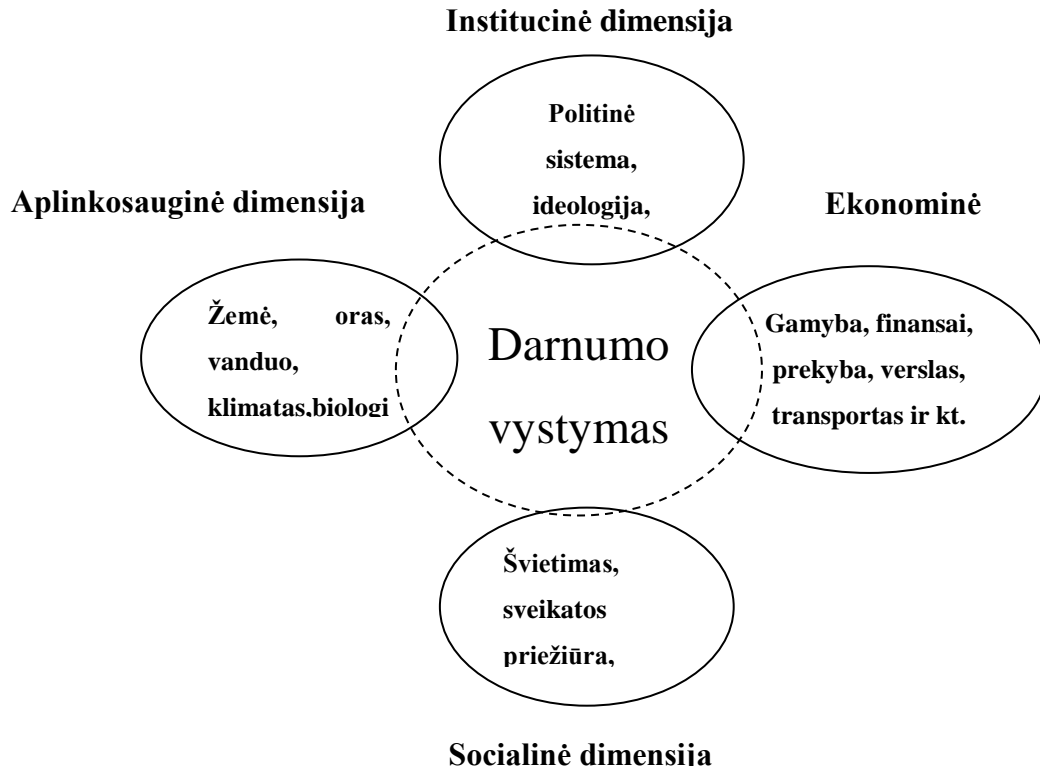 Institucinė dimensija
Politinė
sistema,
ideologija,
Aplinkosauginė dimensija
Ekonominė
Žemė, oras,
vanduo,
klimatas,biologi
Darnumo
vystymas
Gamyba, finansai,
prekyba, verslas,
transportas ir kt.
Švietimas,
sveikatos
priežiūra,
Socialinė dimensija